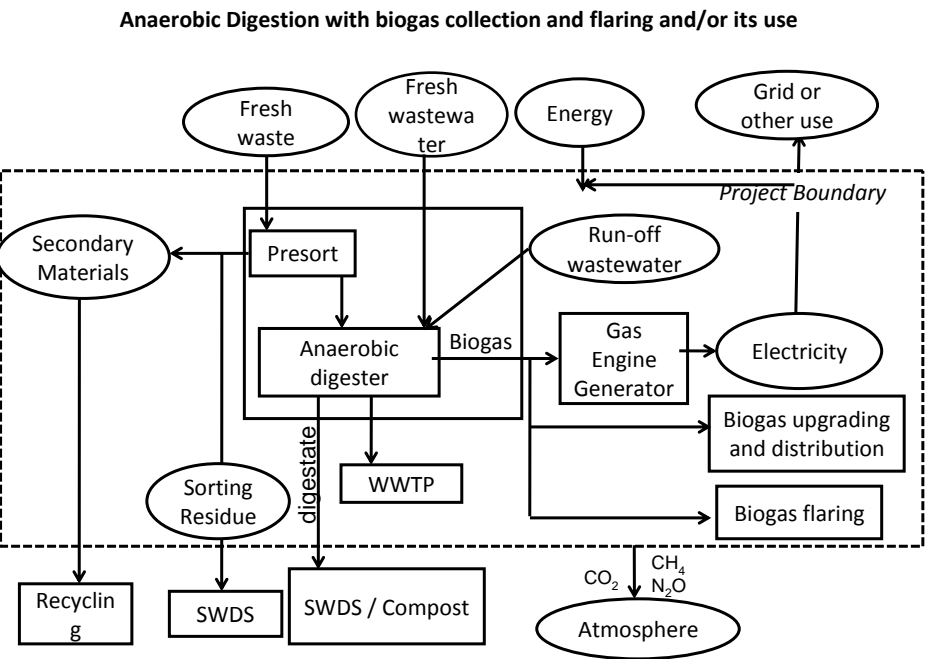 Anaerobic Digestion with biogas collection and flaring and/or its use
Fresh
waste
Fresh
wastewa
ter
Energy
Grid or
other use
Project Boundary
Secondary
Materials
Presort
Run-off
wastewater
Anaerobic
digester
Biogas
Gas
Engine
Generator
Electricity
Biogas upgrading
and distribution
digestate
WWTP
Sorting
Residue
Biogas flaring
Recyclin
g
SWDS
SWDS / Compost
CO₂
CH₄
N₂O
Atmosphere